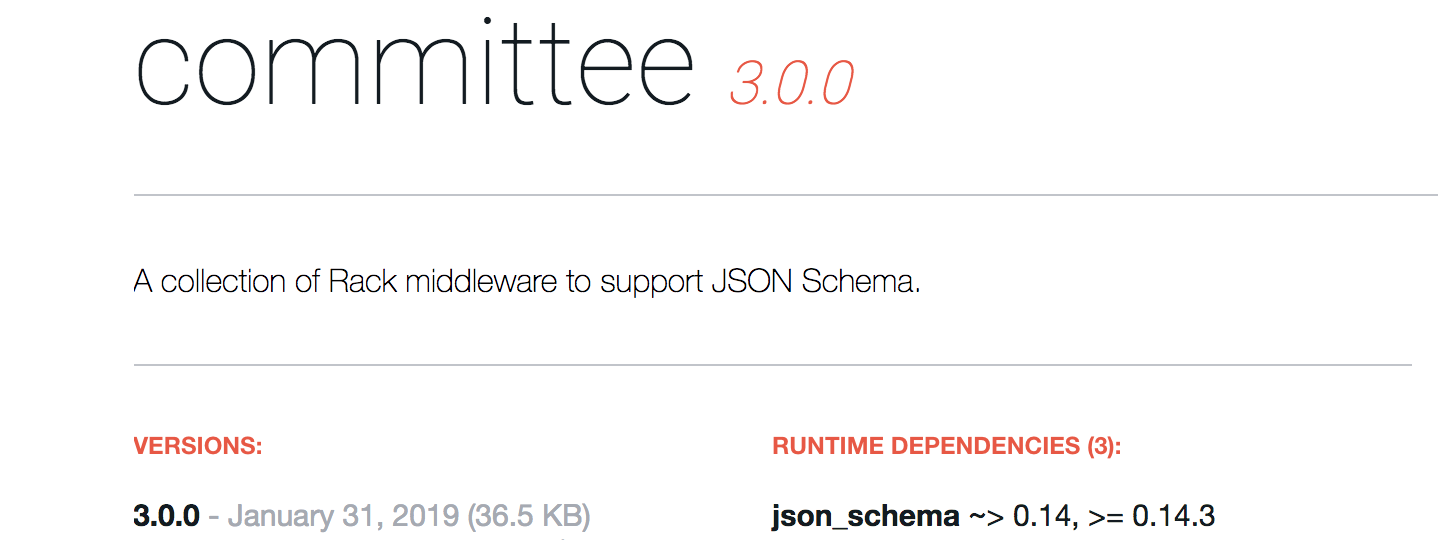 committee 3.0.0
A collection of Rack middleware to support JSON Schema.
VERSIONS:
3.0.0 - January 31, 2019 (36.5 KB)
RUNTIME DEPENDENCIES (3):
json_schema ~> 0.14, >= 0.14.3